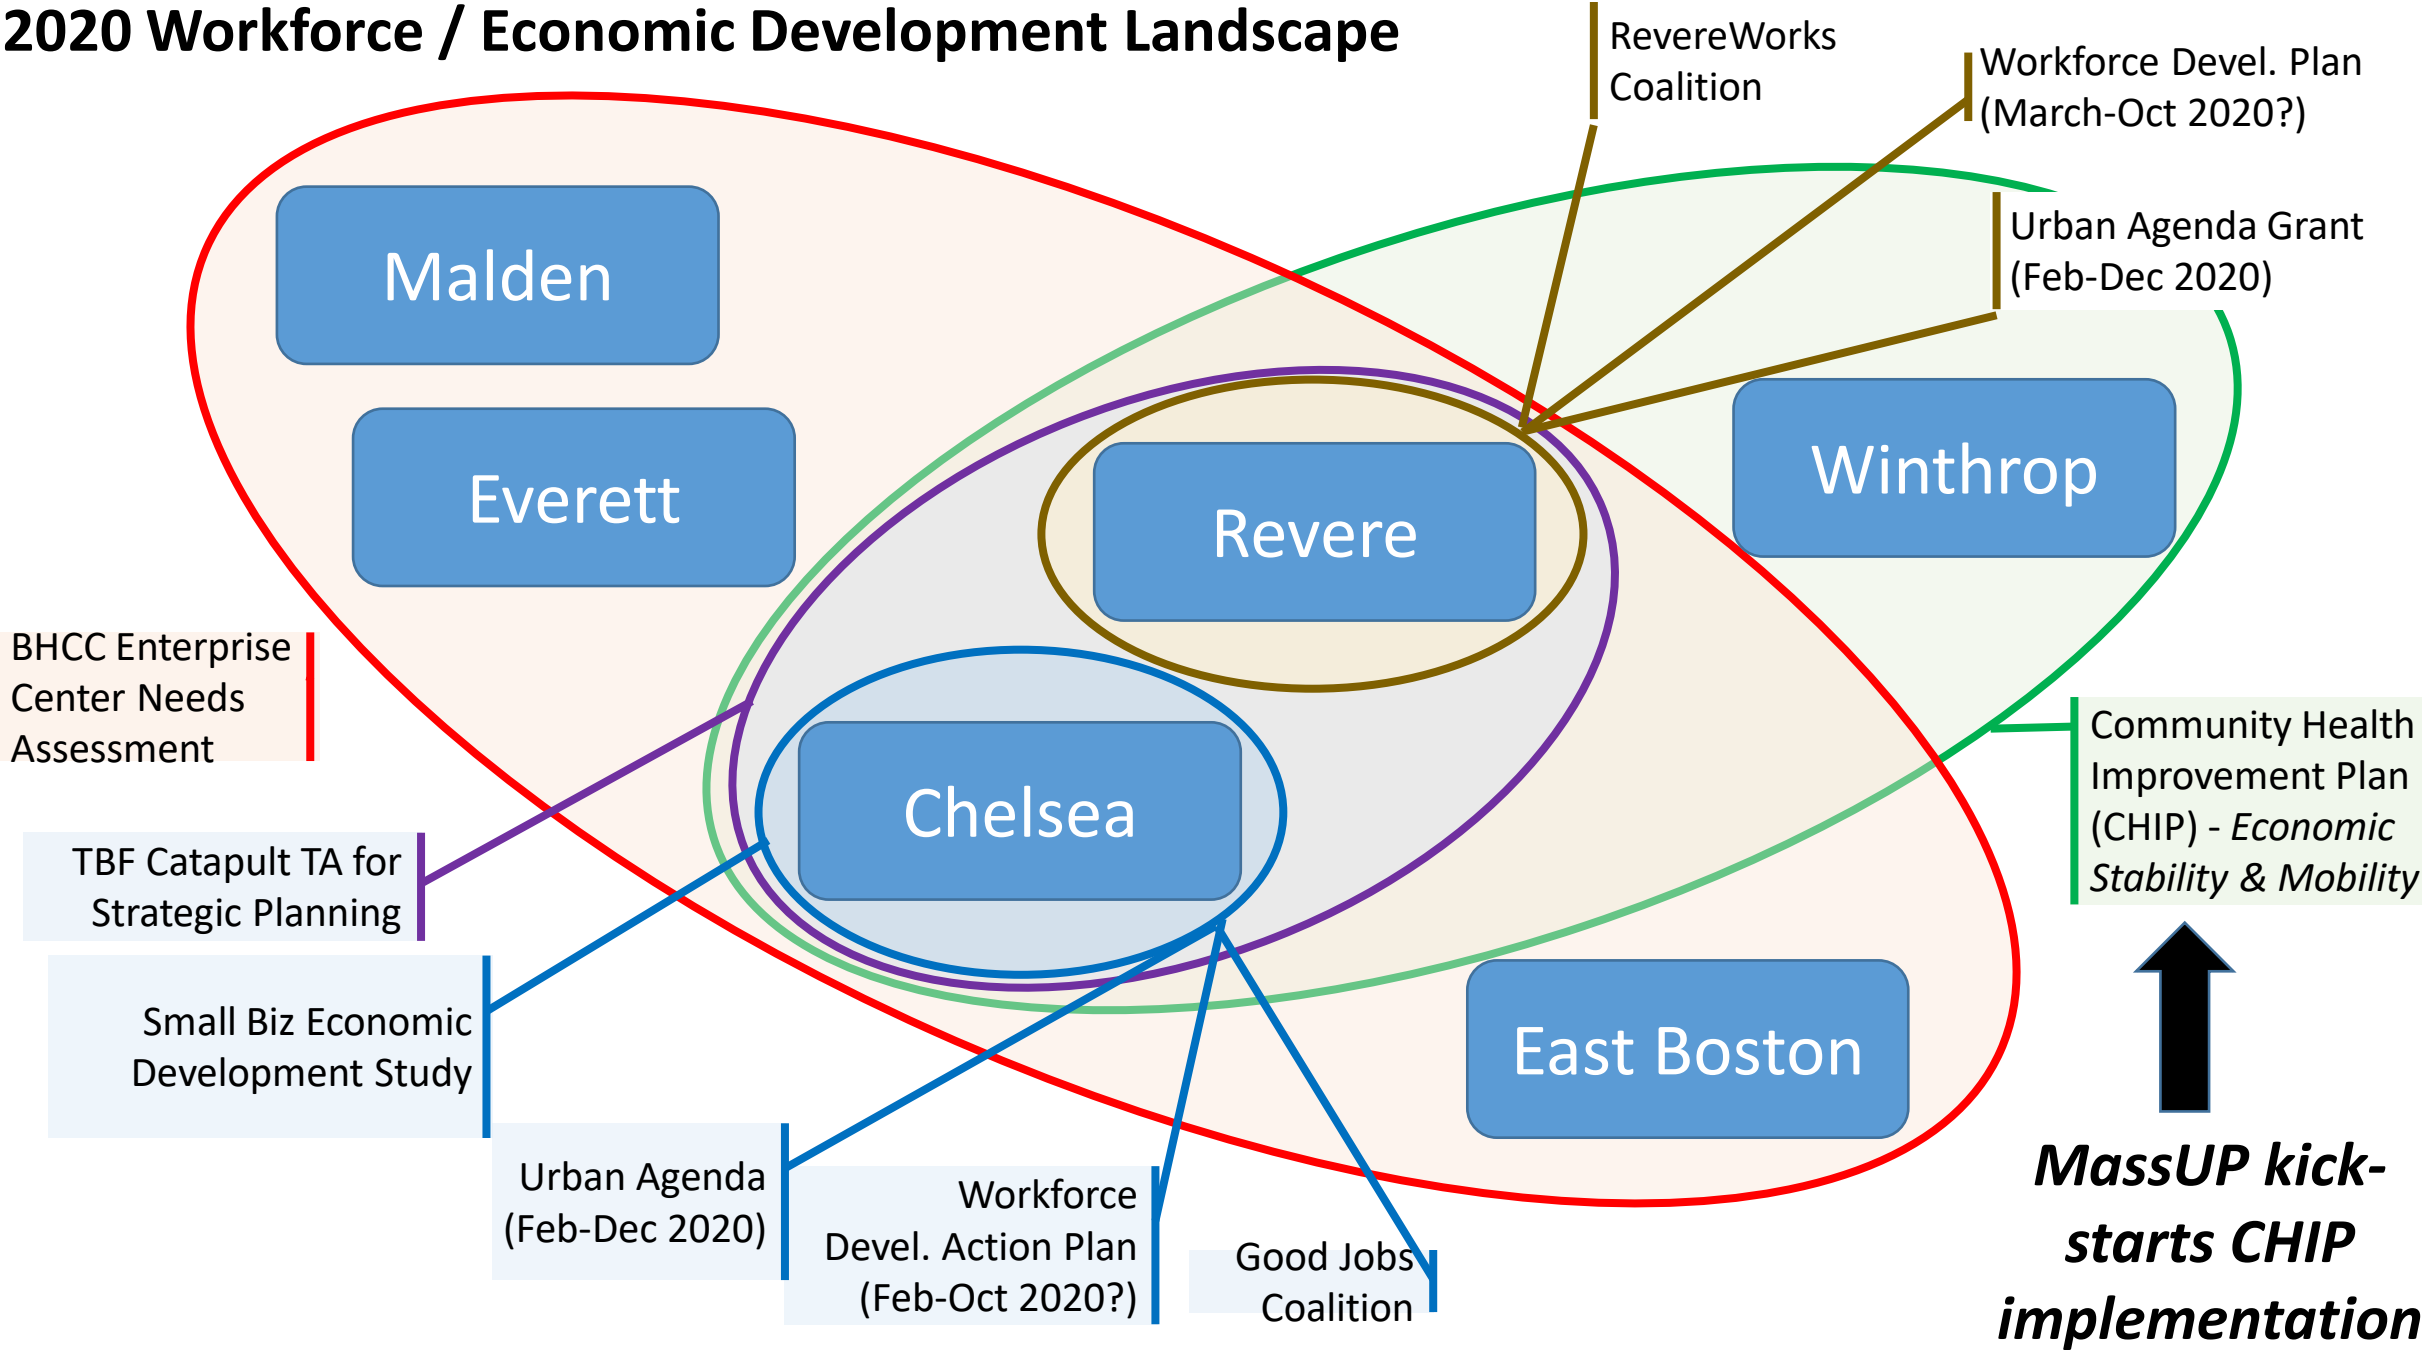 2020 Workforce / Economic Development Landscape
RevereWorks
Coalition
Workforce Devel. Plan
(March-Oct 2020?)
Urban Agenda Grant
(Feb-Dec 2020)
Malden
Everett
Revere
Winthrop
BHCC Enterprise
Center Needs
Assessment
Chelsea
Community Health
Improvement Plan
(CHIP) - Economic
Stability & Mobility
TBF Catapult TA for
Strategic Planning
Small Biz Economic
Development Study
East Boston
Urban Agenda
(Feb-Dec 2020)
Workforce
Devel. Action Plan
(Feb-Oct 2020?)
Good Jobs
Coalition
MassUP kick-
starts CHIP
implementation